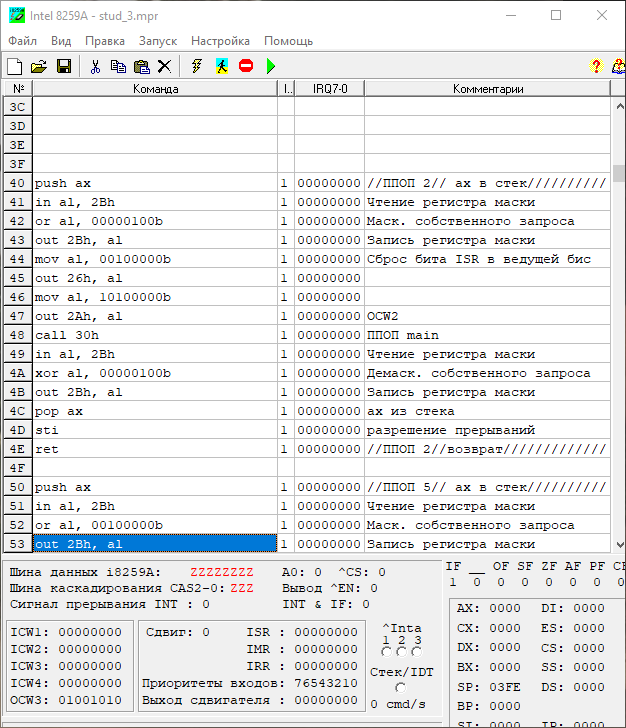 Intel 8259A - stud_3.mpr
Файл Вид Правка Запуск Настройка Помощь
№ Команда I.. IRQ7-0 Комментарии
3C
3D
3E
3F
40 push ax 1 00000000 //ППОП 2// ax в стек//////////
41 in al, 2Bh 1 00000000 Чтение регистра маски
42 or al, 00000100b 1 00000000 Маск. собственного запроса
43 out 2Bh, al 1 00000000 Запись регистра маски
44 mov al, 00100000b 1 00000000 Сброс бита ISR в ведущей бис
45 out 26h, al 1 00000000
46 mov al, 10100000b 1 00000000
47 out 2Ah, al 1 00000000 OCW2
48 call 30h 1 00000000 ППОП main
49 in al, 2Bh 1 00000000 Чтение регистра маски
4A xor al, 00000100b 1 00000000 Демаск. собственного запроса
4B out 2Bh, al 1 00000000 Запись регистра маски
4C pop ax 1 00000000 ax из стека
4D sti 1 00000000 разрешение прерываний
4E ret 1 00000000 //ППОП 2//возврат/////////////
4F
50 push ax 1 00000000 //ППОП 5// ax в стек//////////
51 in al, 2Bh 1 00000000 Чтение регистра маски
52 or al, 00100000b 1 00000000 Маск. собственного запроса
53 out 2Bh, al 1 00000000 Запись регистра маски
Шина данных i8259A: ZZZZZZZZ A0: 0 ^CS: 0
Шина каскадирования CAS2-0: ZZZ Вывод ^EN: 0
Сигнал прерывания INT : 0 INT & IF: 0
ICW1: 00000000
ICW2: 00000000
ICW3: 00000000
ICW4: 00000000
OCW3: 01001010
Сдвиг: 0 ISR : 00000000
IMR : 00000000
IRR : 00000000
Приоритеты входов: 76543210
Выход сдвигателя : 00000000
^Inta
1 2 3
Стек/IDT
0 cmd/s
IF __ OF SF ZF AF PF
1 0 0 0 0 0 0
AX: 0000 DI: 0000
CX: 0000 ES: 0000
DX: 0000 CS: 0000
BX: 0000 SS: 0000
SP: 03FE DS: 0000
BP: 0000